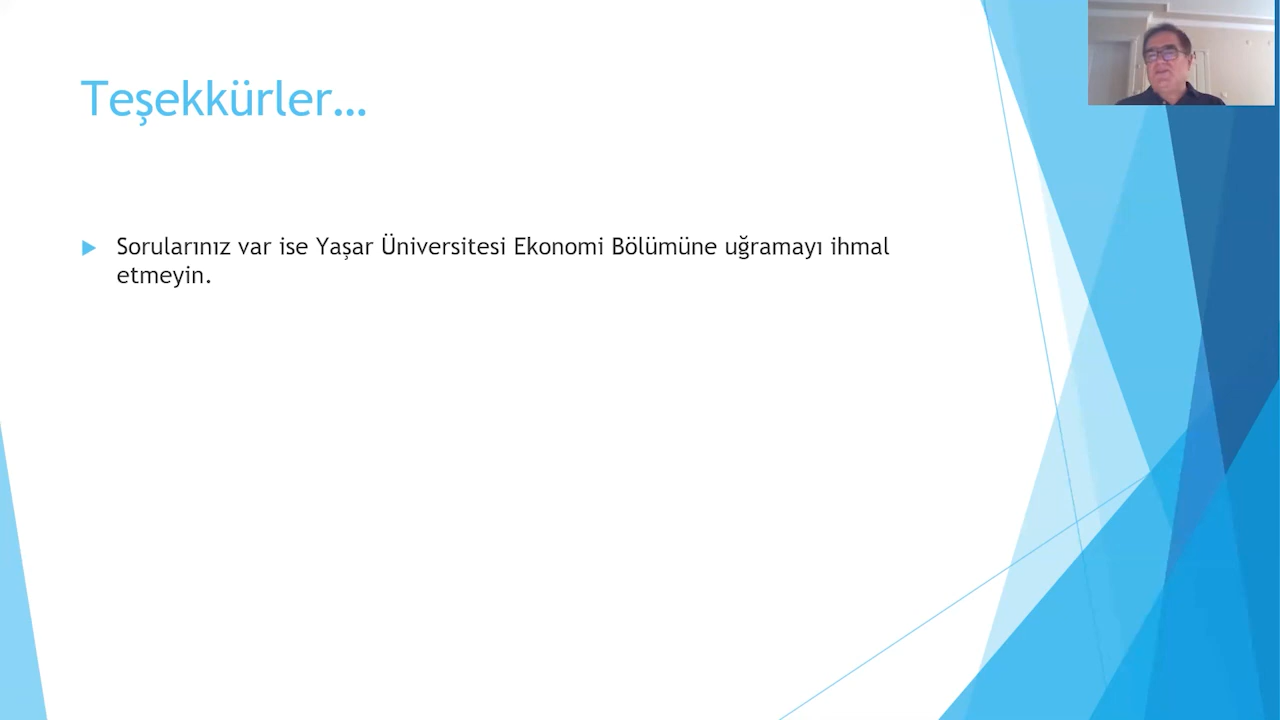 Teşekkürler…
Sorularınız var ise Yaşar Üniversitesi Ekonomi Bölümüne uğramayı ihmal
etmeyin.